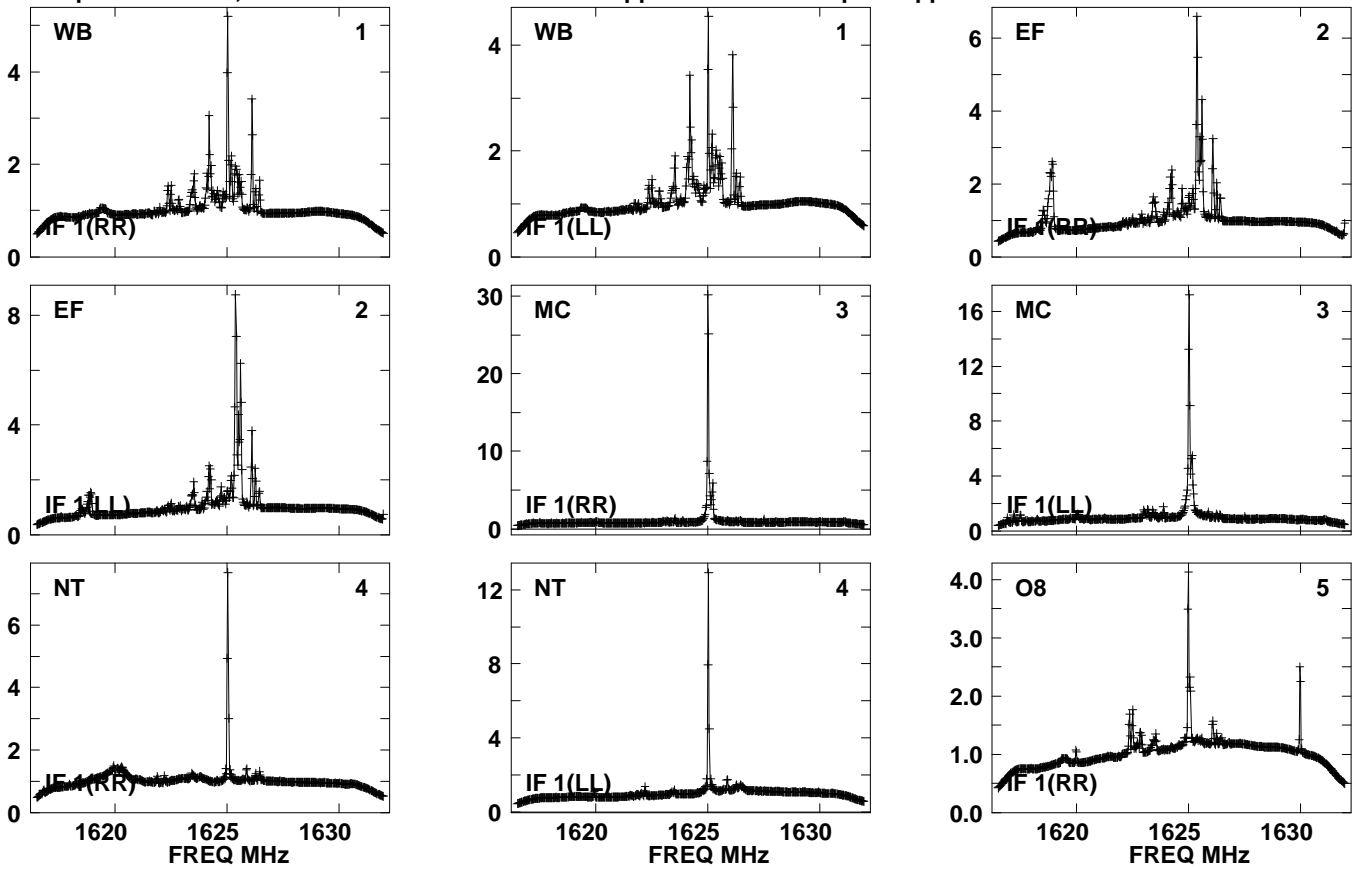 WB 1 WB 1 EF 2
4 4 6
2 2 4
2
0 IF 1(RR) 0 IF 1(LL) 0 IF 1(RR)
EF 2 MC 3 MC 3
8 30 16
4 20 12
10 8
4
0 IF 1(LL) 0 IF 1(RR) 0 IF 1(LL)
NT 4 NT 4 O8 5
6 12 4.0
4 8 3.0
2 4 2.0
1.0
0 IF 1(RR) 0 IF 1(LL) 0.0 IF 1(RR)
1620 1625 1630 1620 1625 1630 1620 1625 1630
FREQ MHz FREQ MHz FREQ MHz